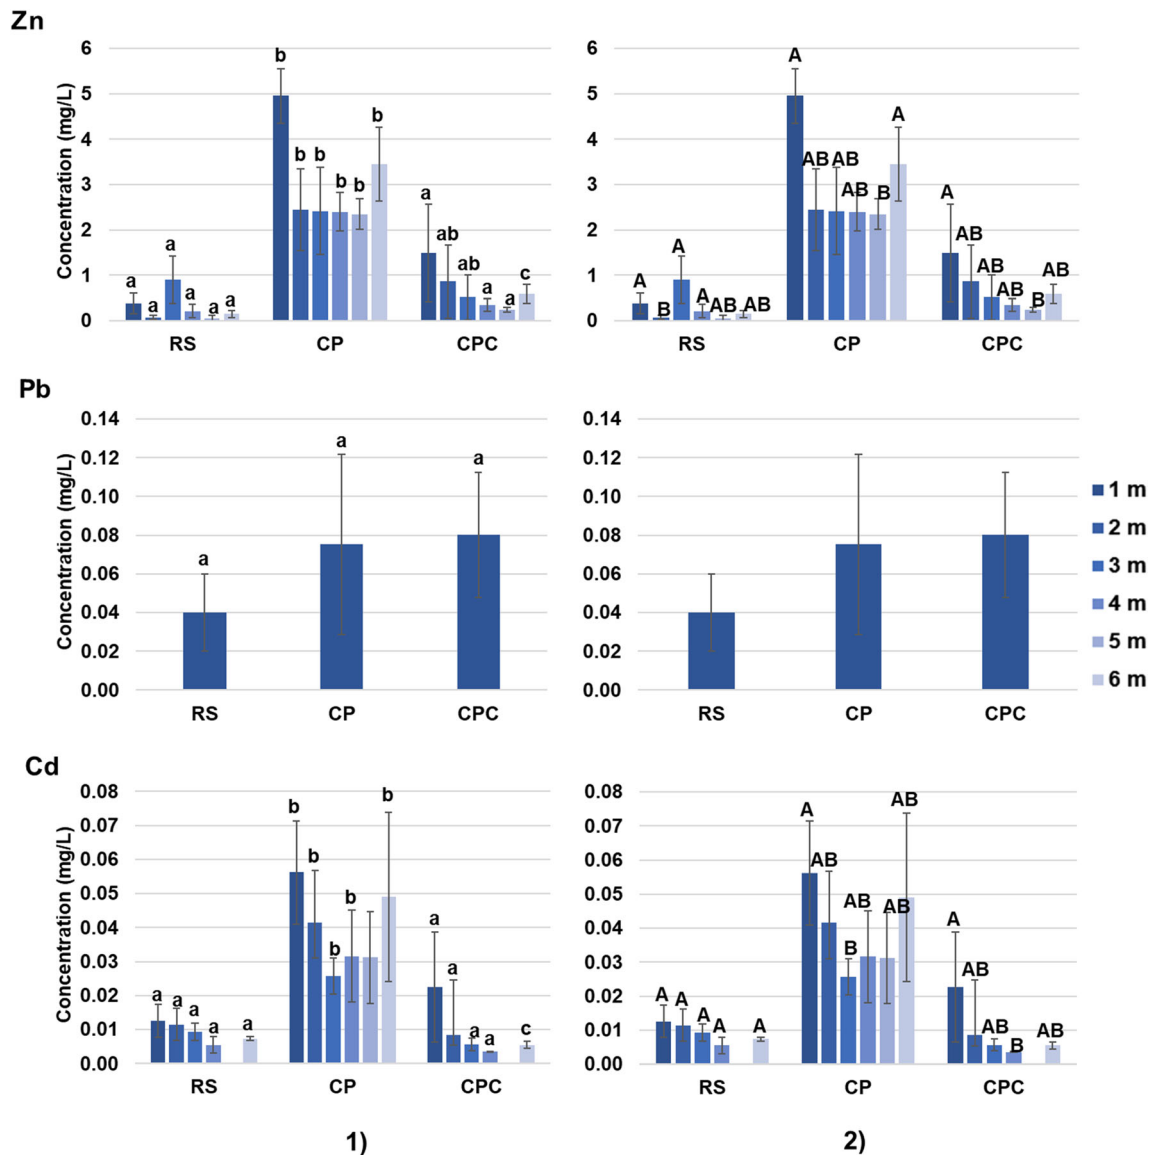 Zn
Concentration (mg/L)
6
5
4
3
2
1
0
a
a
a
a
a
a
b
b
b
b
b
b
a
ab
ab
a
a
c
RS
CP
CPC
6
5
4
3
2
1
0
A
B
A
A
AB
AB
A
AB
AB
AB
B
A
A
AB
AB
AB
B
AB
RS
CP
CPC
Pb
Concentration (mg/L)
0.14
0.12
0.10
0.08
0.06
0.04
0.02
0.00
a
a
a
RS
CP
CPC
0.14
0.12
0.10
0.08
0.06
0.04
0.02
0.00
RS
CP
CPC
1 m
2 m
3 m
4 m
5 m
6 m
Cd
Concentration (mg/L)
0.08
0.07
0.06
0.05
0.04
0.03
0.02
0.01
0.00
a
a
a
a
a
b
b
b
b
b
a
a
a
a
c
RS
CP
CPC
0.08
0.07
0.06
0.05
0.04
0.03
0.02
0.01
0.00
A
A
A
A
A
A
AB
B
AB
AB
AB
A
AB
AB
B
AB
RS
CP
CPC
1)
2)